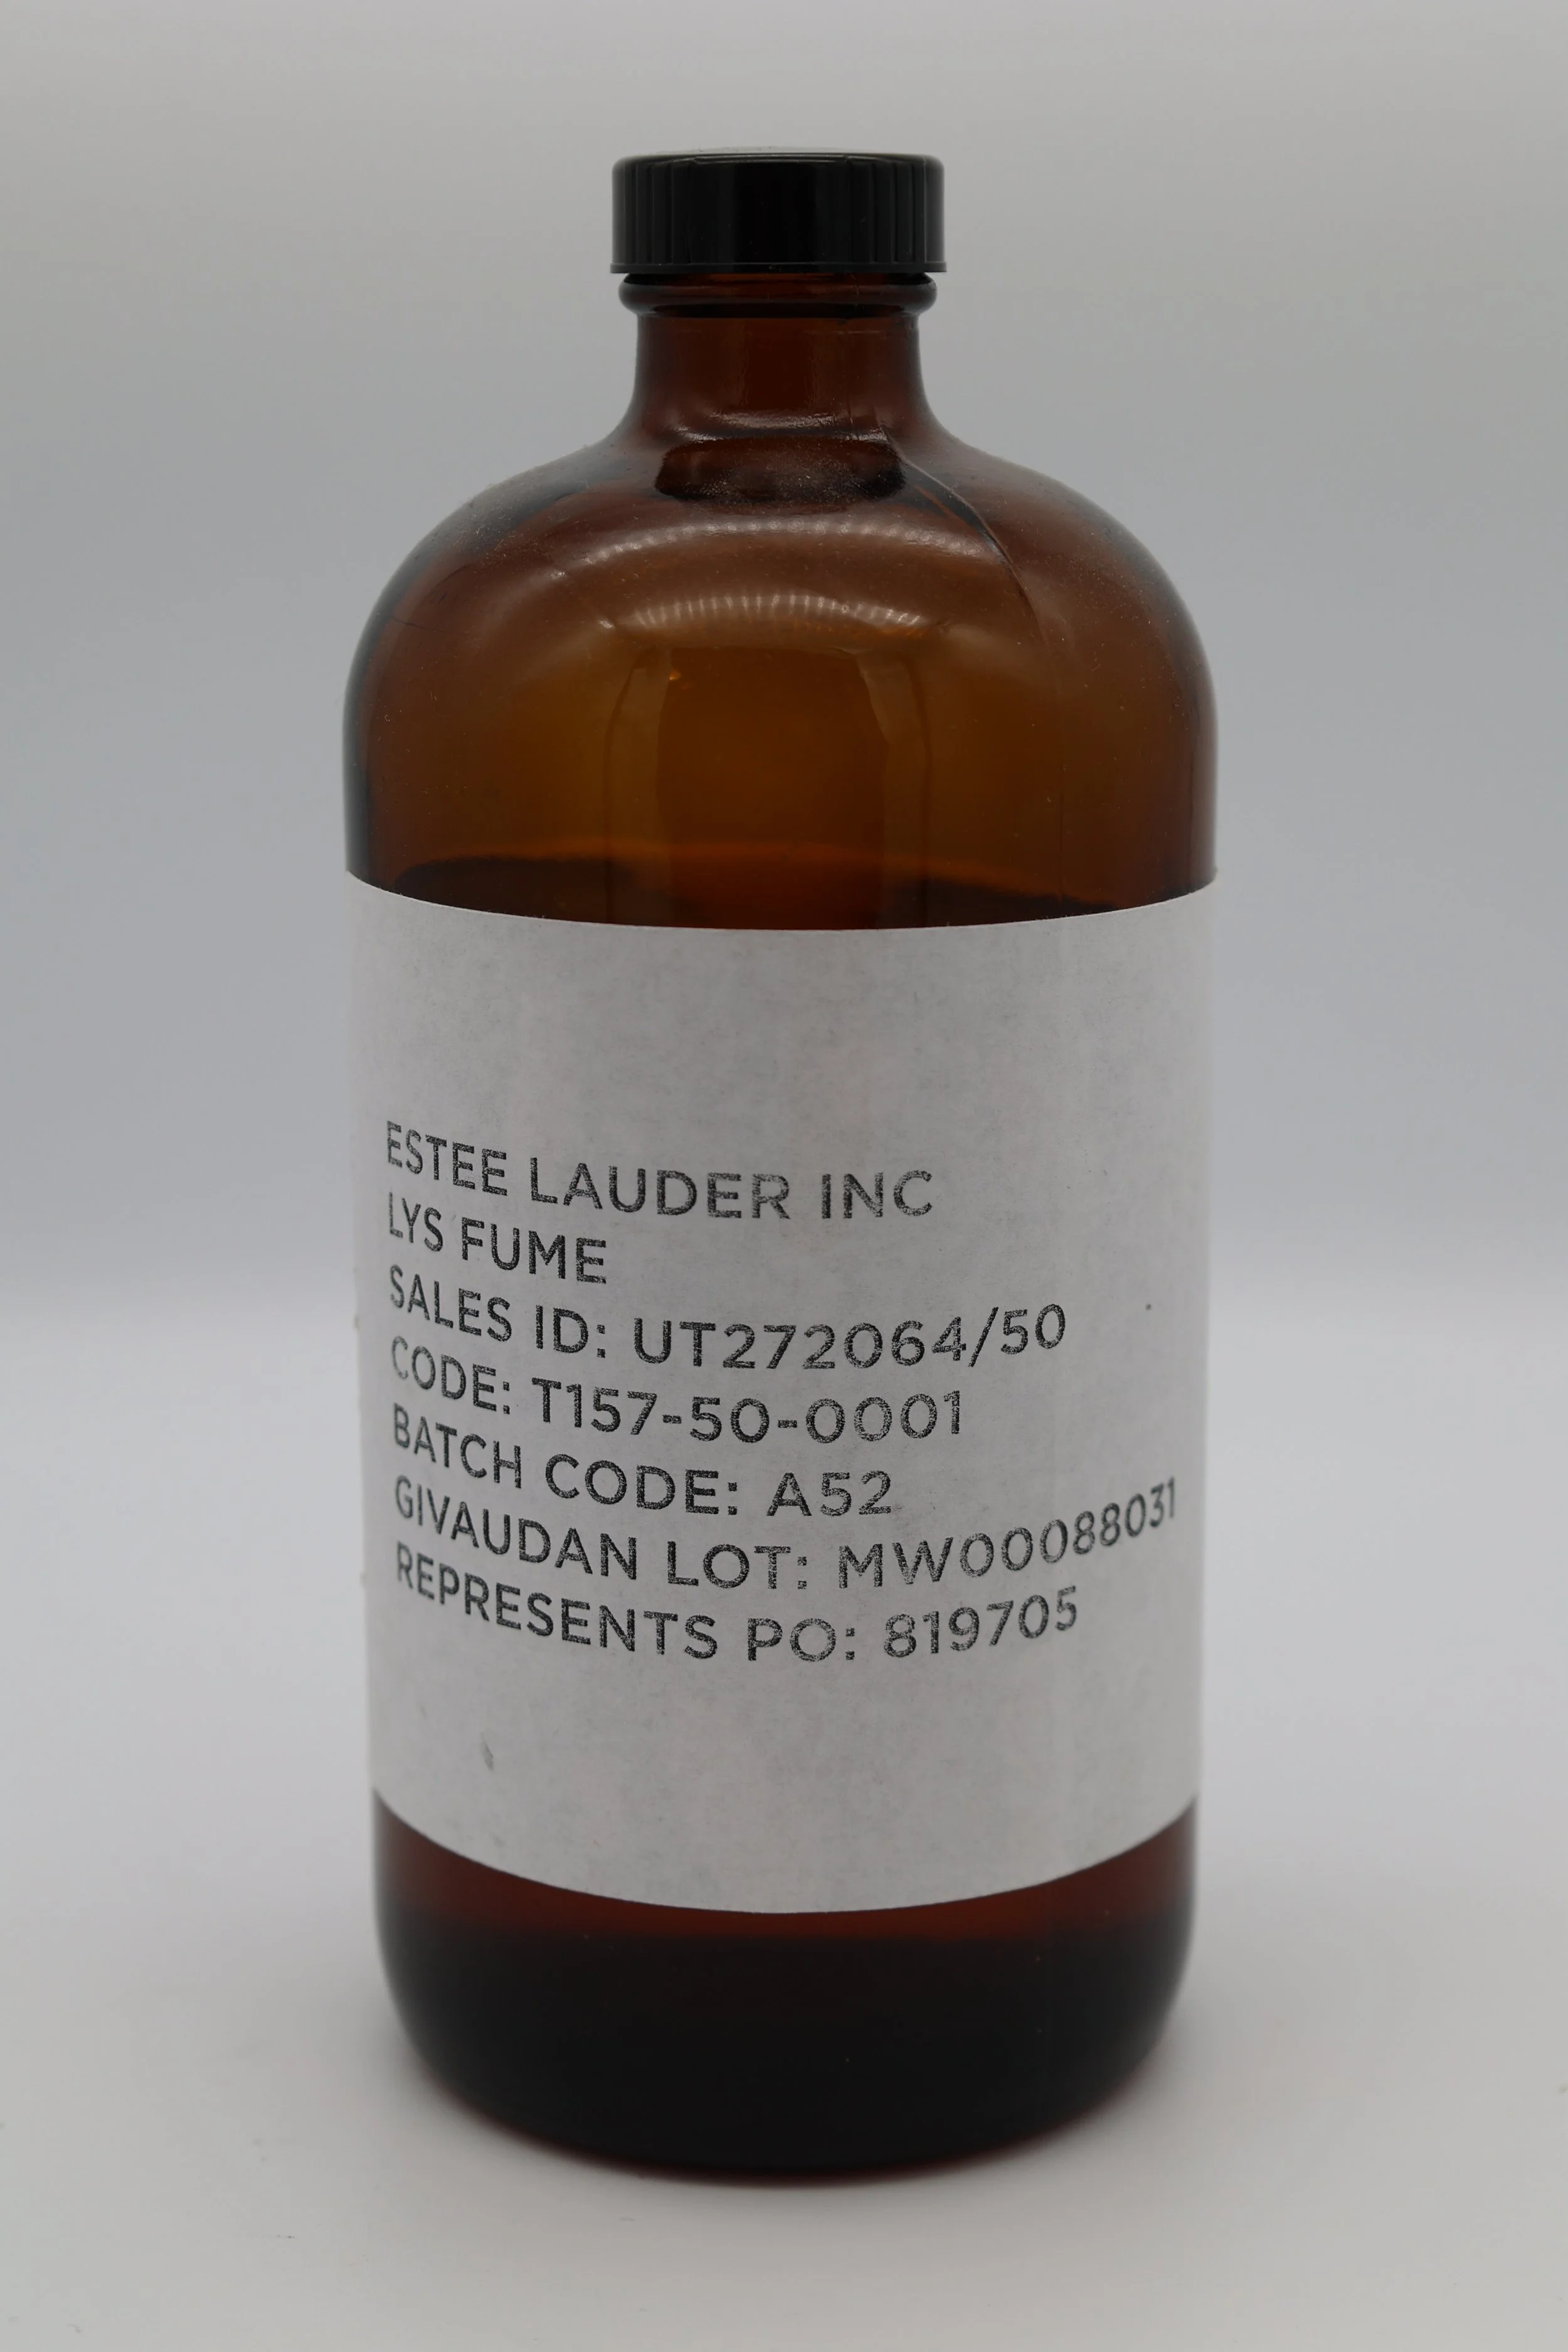 ESTEE LAUDER INC
LYS FUME
SALES ID: UT272064/50
CODE: T157-50-0001
BATCH CODE: A52
GIVAUDAN LOT: MW00088031
REPRESENTS PO: 819705